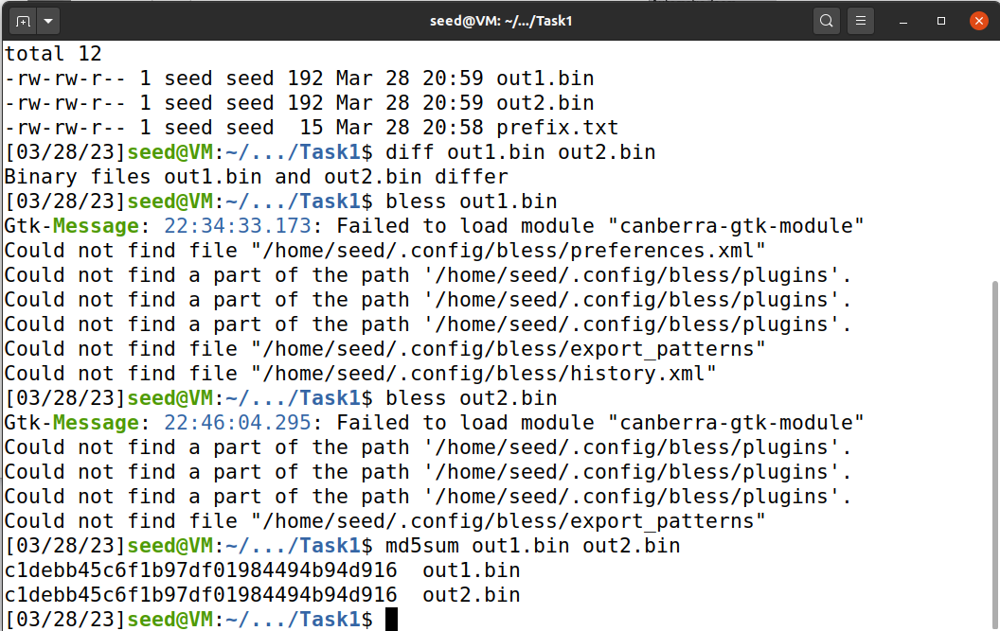 seed@VM: ~/.../Task1
total 12
-rw-rw-r-- 1 seed seed 192 Mar 28 20:59 out1.bin
-rw-rw-r-- 1 seed seed 192 Mar 28 20:59 out2.bin
-rw-rw-r-- 1 seed seed  15 Mar 28 20:58 prefix.txt
[03/28/23]seed@VM:~/.../Task1$ diff out1.bin out2.bin
Binary files out1.bin and out2.bin differ
[03/28/23]seed@VM:~/.../Task1$ bless out1.bin
Gtk-Message: 22:34:33.173: Failed to load module "canberra-gtk-module"
Could not find file "/home/seed/.config/bless/preferences.xml"
Could not find a part of the path '/home/seed/.config/bless/plugins'.
Could not find a part of the path '/home/seed/.config/bless/plugins'.
Could not find a part of the path '/home/seed/.config/bless/plugins'.
Could not find file "/home/seed/.config/bless/export_patterns"
Could not find file "/home/seed/.config/bless/history.xml"
[03/28/23]seed@VM:~/.../Task1$ bless out2.bin
Gtk-Message: 22:46:04.295: Failed to load module "canberra-gtk-module"
Could not find a part of the path '/home/seed/.config/bless/plugins'.
Could not find a part of the path '/home/seed/.config/bless/plugins'.
Could not find a part of the path '/home/seed/.config/bless/plugins'.
Could not find file "/home/seed/.config/bless/export_patterns"
[03/28/23]seed@VM:~/.../Task1$ md5sum out1.bin out2.bin
c1debb45c6f1b97df01984494b94d916  out1.bin
c1debb45c6f1b97df01984494b94d916  out2.bin
[03/28/23]seed@VM:~/.../Task1$